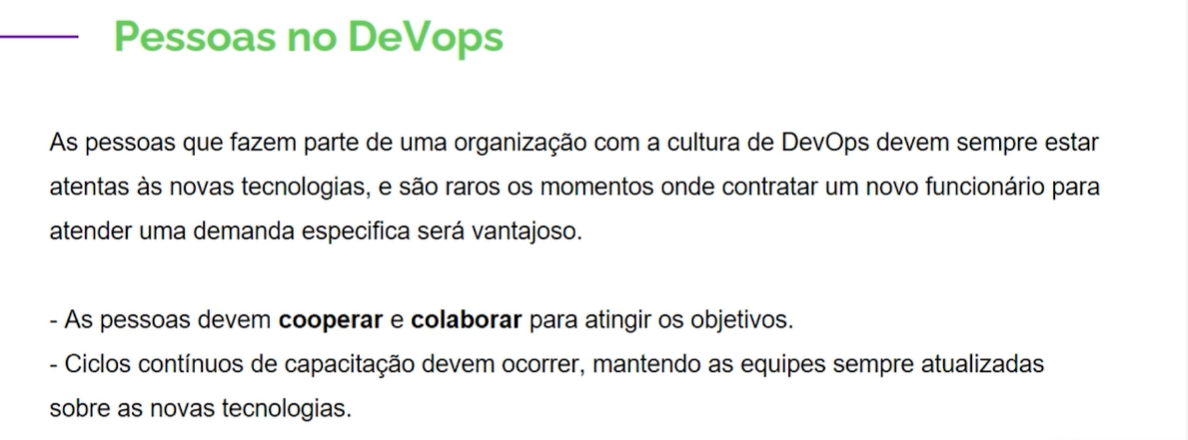 Pessoas no DeVops
As pessoas que fazem parte de uma organização com a cultura de DevOps devem sempre estar
atentas às novas tecnologias, e são raros os momentos onde contratar um novo funcionário para
atender uma demanda especifica será vantajoso.
- As pessoas devem cooperar e colaborar para atingir os objetivos.
- Ciclos contínuos de capacitação devem ocorrer, mantendo as equipes sempre atualizadas
sobre as novas tecnologias.